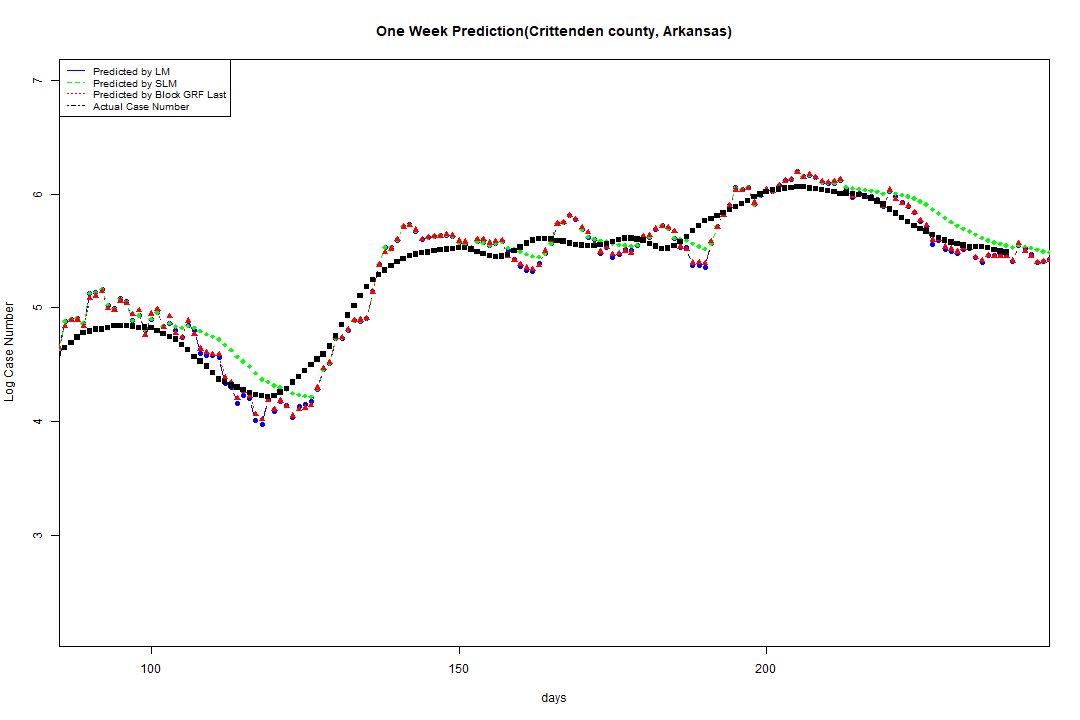 One Week Prediction(Crittenden county, Arkansas)
Predicted by LM
Predicted by SLM
Predicted by Block GRF Last
Actual Case Number
7
6
5
4
3
Log Case Number
100 150 200
days